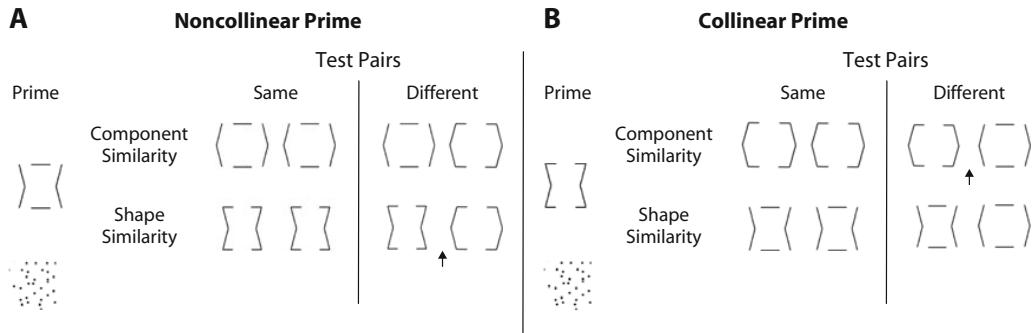 A
Noncollinear Prime
Test Pairs
Prime
Same
Different
Component
Similarity
Shape
Similarity
B
Collinear Prime
Test Pairs
Prime
Same
Different
Component
Similarity
Shape
Similarity